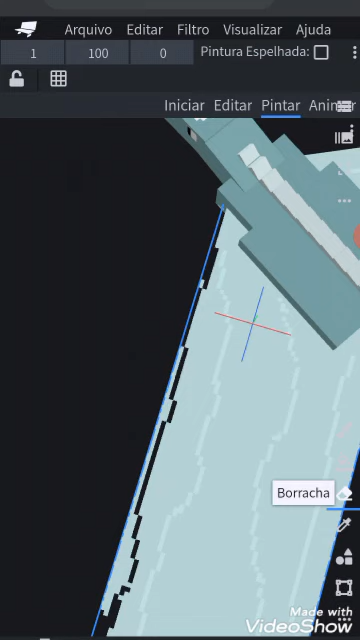 Arquivo Editar Filtro Visualizar Ajuda
1 100 0 Pintura Espelhada:
Iniciar Editar Pintar
Borracha
Made with
VideoShow